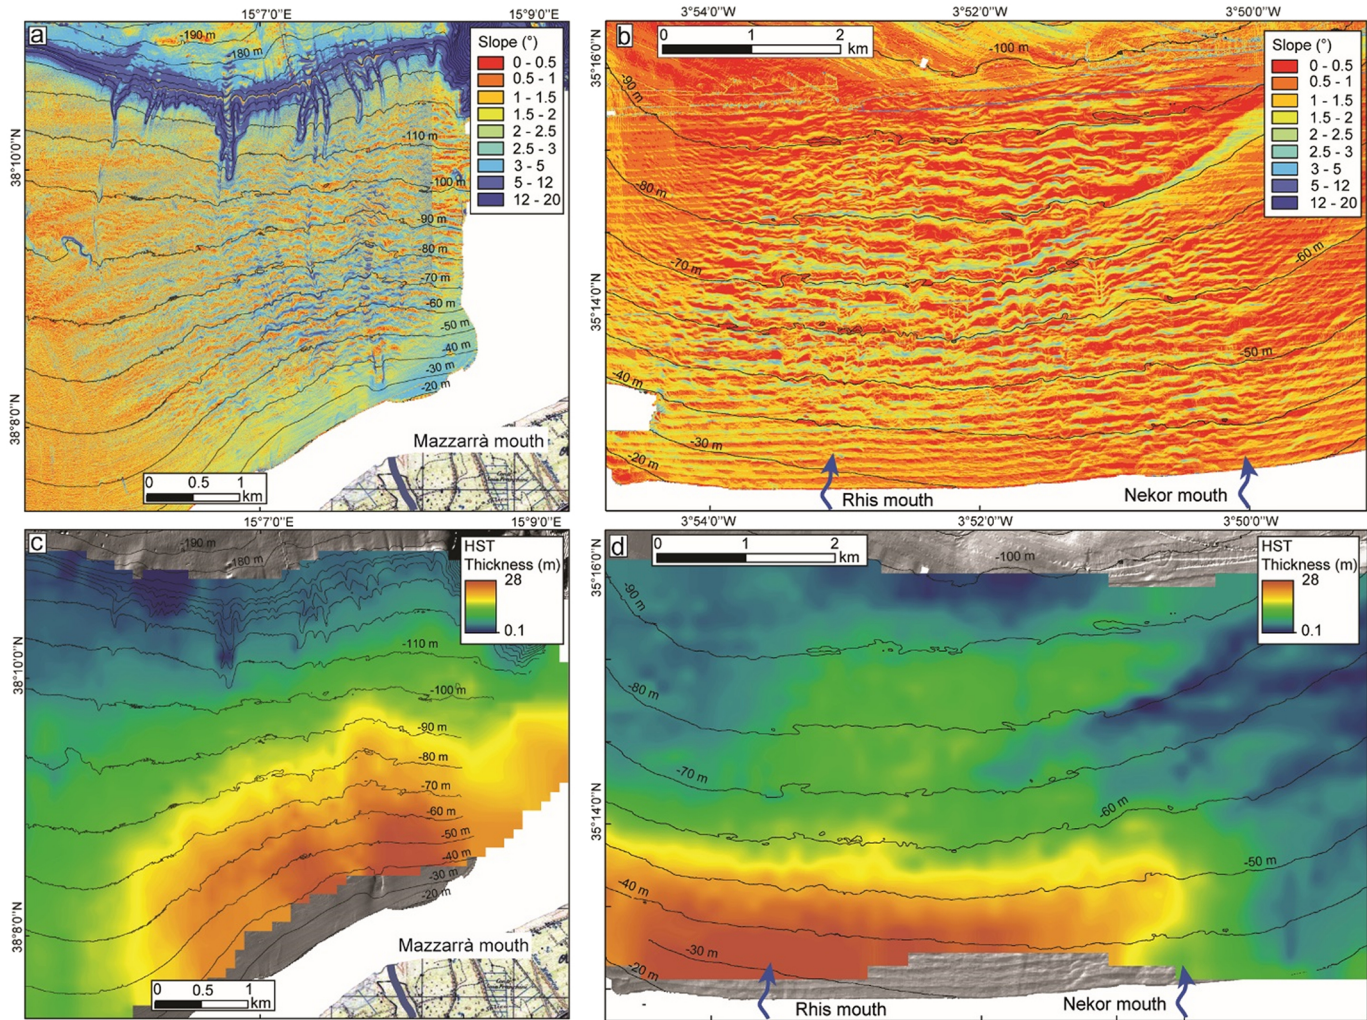 a
15°7'0"E
15°9'0"E
38°10'0"N
38°8'0"N
-190 m
-180 m
-110 m
-100 m
-90 m
-80 m
-70 m
-60 m
-50 m
-40 m
-30 m
-20 m
Slope (°)
0 - 0.5
0.5 - 1
1 - 1.5
1.5 - 2
2 - 2.5
2.5 - 3
3 - 5
5 - 12
12 - 20
Mazzarrà mouth
0 0.5 1
km
b
3°54'0"W
3°52'0"W
3°50'0"W
35°16'0"N
35°14'0"N
0 1 2
km
-100 m
-90 m
-80 m
-70 m
-60 m
-50 m
-40 m
-30 m
-20 m
Slope (°)
0 - 0.5
0.5 - 1
1 - 1.5
1.5 - 2
2 - 2.5
2.5 - 3
3 - 5
5 - 12
12 - 20
Rhis mouth
Nekor mouth
c
15°7'0"E
15°9'0"E
38°10'0"N
38°8'0"N
-190 m
-180 m
-110 m
-100 m
-90 m
-80 m
-70 m
-60 m
-50 m
-40 m
-30 m
-20 m
HST
Thickness (m)
28
0.1
Mazzarrà mouth
0 0.5 1
km
d
3°54'0"W
3°52'0"W
3°50'0"W
35°16'0"N
35°14'0"N
0 1 2
km
-100 m
-90 m
-80 m
-70 m
-60 m
-50 m
-40 m
-30 m
-20 m
HST
Thickness (m)
28
0.1
Rhis mouth
Nekor mouth